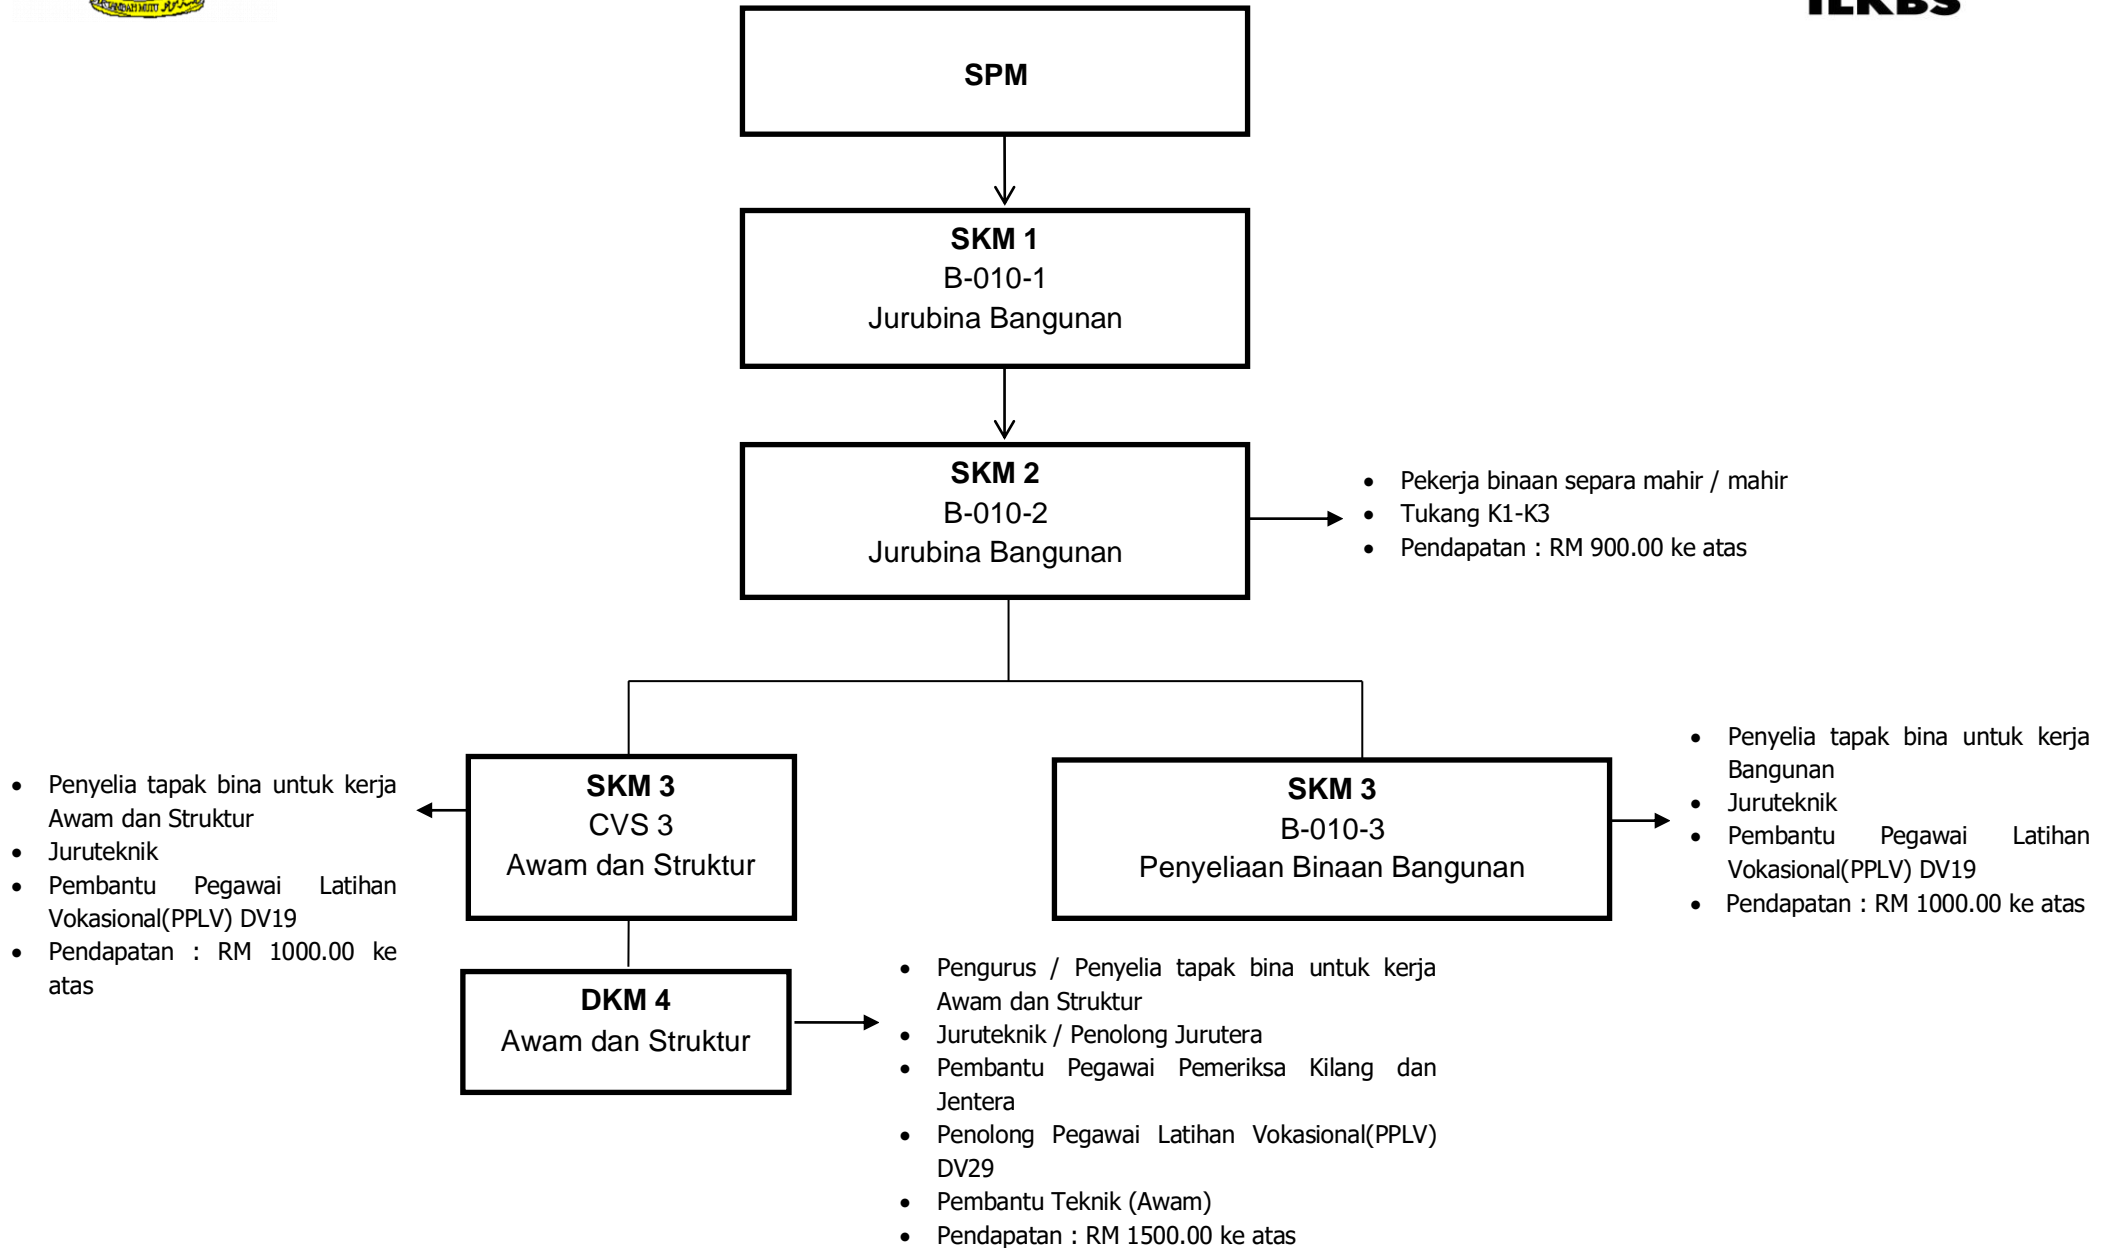 ILKBS
SPM
SKM 1
B-010-1
Jurubina Bangunan
SKM 2
B-010-2
Jurubina Bangunan
• Pekerja binaan separa mahir / mahir
• Tukang K1-K3
• Pendapatan : RM 900.00 ke atas
• Penyelia tapak bina untuk kerja
Awam dan Struktur
• Juruteknik
• Pembantu Pegawai Latihan
Vokasional(PPLV) DV19
• Pendapatan : RM 1000.00 ke
atas
SKM 3
CVS 3
Awam dan Struktur
SKM 3
B-010-3
Penyeliaan Binaan Bangunan
• Penyelia tapak bina untuk kerja
Bangunan
• Juruteknik
• Pembantu Pegawai Latihan
Vokasional(PPLV) DV19
• Pendapatan : RM 1000.00 ke atas
DKM 4
Awam dan Struktur
• Pengurus / Penyelia tapak bina untuk kerja
Awam dan Struktur
• Juruteknik / Penolong Jurutera
• Pembantu Pegawai Pemeriksa Kilang dan
Jentera
• Penolong Pegawai Latihan Vokasional(PPLV)
DV29
• Pembantu Teknik (Awam)
• Pendapatan : RM 1500.00 ke atas